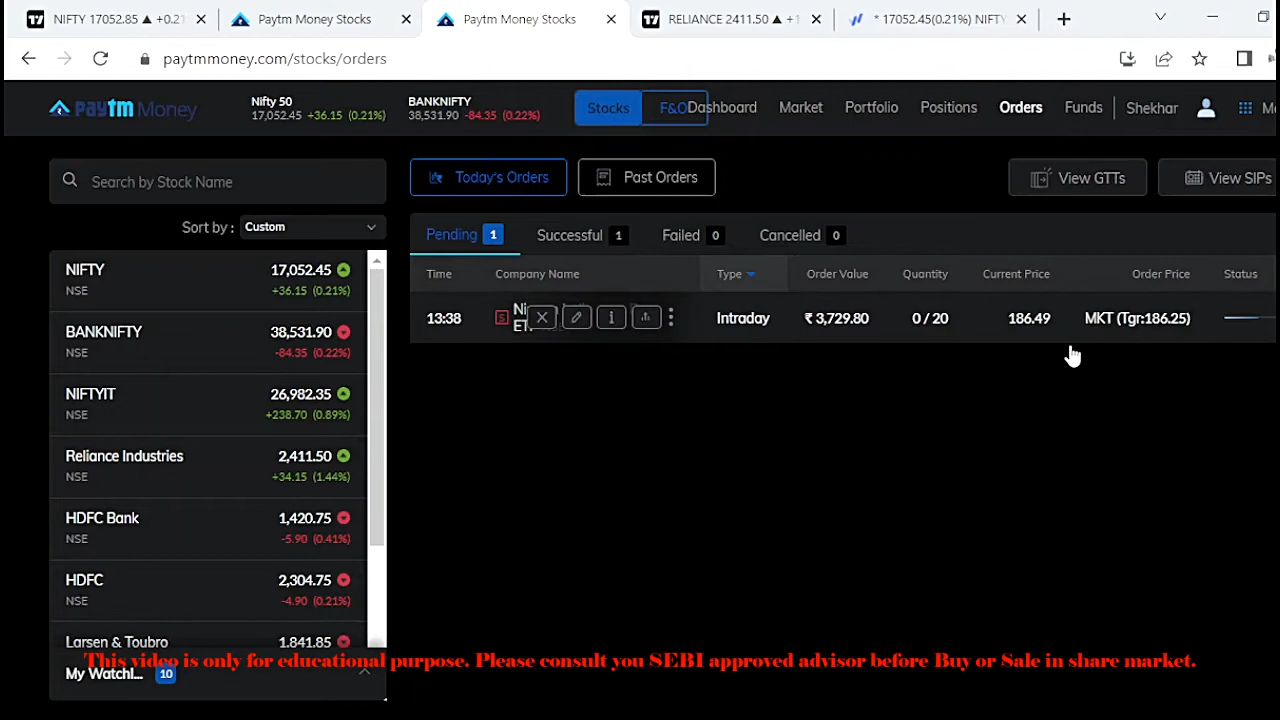 NIFTY 17052.85 ▲ +0.21
Paytm Money Stocks
Paytm Money Stocks
RELIANCE 2411.50 ▲ +1
* 17052.45(0.21%) NIFTY
paytmmoney.com/stocks/orders
paytm Money
Nifty 50
17,052.45 +36.15 (0.21%)
BANKNIFTY
38,531.90 -84.35 (0.22%)
Stocks
F&O
Dashboard
Market
Portfolio
Positions
Orders
Funds
Shekhar
Search by Stock Name
Today's Orders
Past Orders
View GTTs
View SIPs
Sort by :
Custom
Pending 1
Successful 1
Failed 0
Cancelled 0
Time Company Name Type Order Value Quantity Current Price Order Price Status
13:38 S Intraday ₹ 3,729.80 0 / 20 186.49 MKT (Tgr:186.25)
NIFTY 17,052.45
NSE +36.15 (0.21%)
BANKNIFTY 38,531.90
NSE -84.35 (0.22%)
NIFTYIT 26,982.35
NSE +238.70 (0.89%)
Reliance Industries 2,411.50
NSE +34.15 (1.44%)
HDFC Bank 1,420.75
NSE -5.90 (0.41%)
HDFC 2,304.75
NSE -4.90 (0.21%)
Larsen & Toubro 1,841.85
This video is only for educational purpose. Please consult you SEBI approved advisor before Buy or Sale in share market.
My Watchl... 10